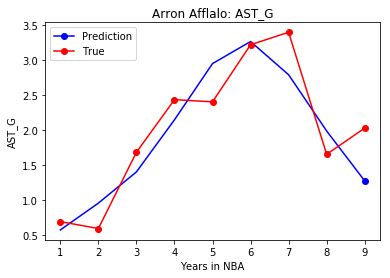 Arron Afflalo: AST_G
Prediction
True
AST_G
3.5
3.0
2.5
2.0
1.5
1.0
0.5
1 2 3 4 5 6 7 8 9
Years in NBA